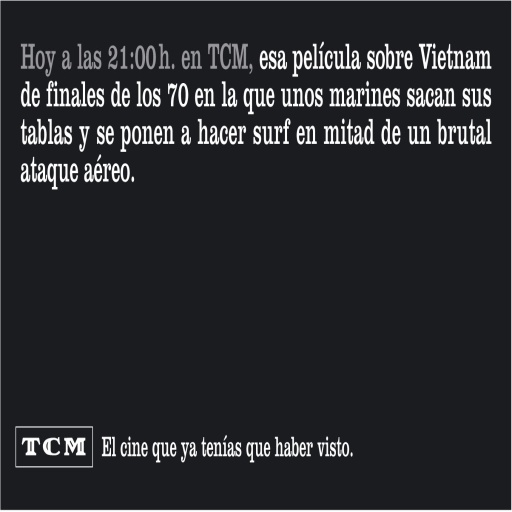 Hoy a las 21:00 h. en TCM, esa película sobre Vietnam
de finales de los 70 en la que unos marines sacan sus
tablas y se ponen a hacer surf en mitad de un brutal
ataque aéreo.
TCM El cine que ya tenías que haber visto.